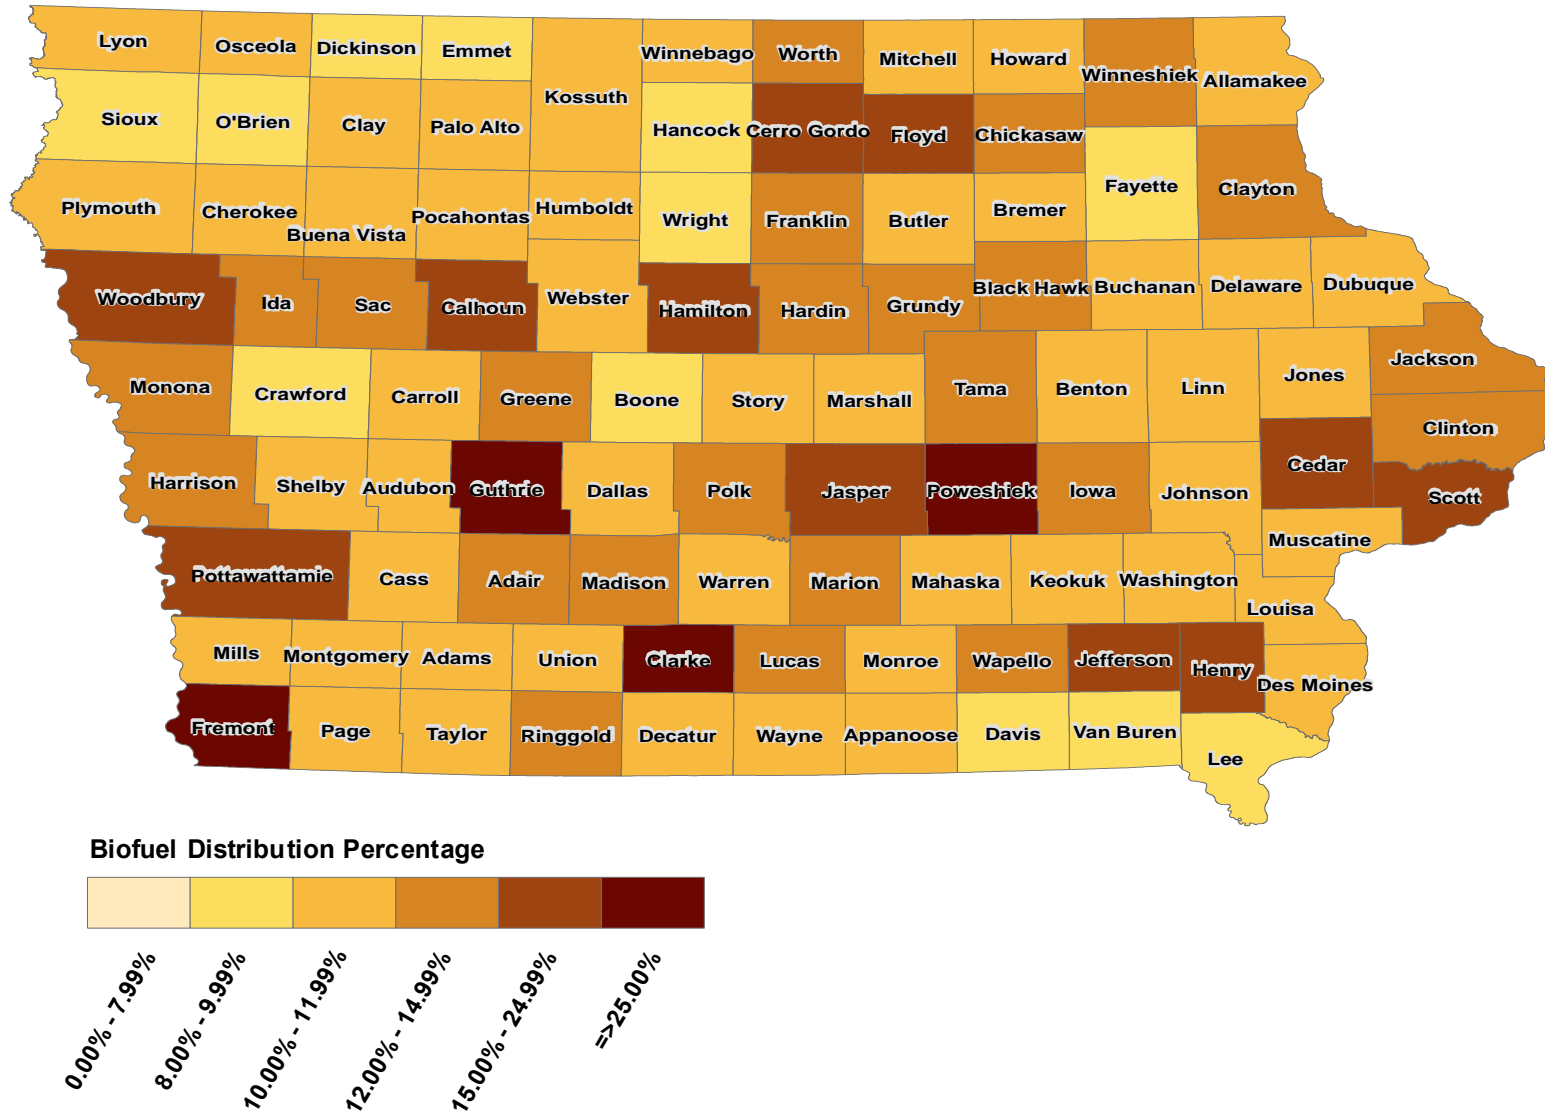 Lyon
Osceola
Dickinson
Emmet
Kossuth
Winnebago
Worth
Mitchell
Howard
Winneshiek
Allamakee
Sioux
O'Brien
Clay
Palo Alto
Hancock
Cerro Gordo
Floyd
Chickasaw
Fayette
Clayton
Plymouth
Cherokee
Buena Vista
Pocahontas
Humboldt
Wright
Franklin
Butler
Bremer
Woodbury
Ida
Sac
Calhoun
Webster
Hamilton
Hardin
Grundy
Black Hawk
Buchanan
Delaware
Dubuque
Monona
Crawford
Carroll
Greene
Boone
Story
Marshall
Tama
Benton
Linn
Jones
Jackson
Clinton
Harrison
Shelby
Audubon
Guthrie
Dallas
Polk
Jasper
Poweshiek
Iowa
Johnson
Cedar
Scott
Muscatine
Pottawattamie
Cass
Adair
Madison
Warren
Marion
Mahaska
Keokuk
Washington
Louisa
Mills
Montgomery
Adams
Union
Clarke
Lucas
Monroe
Wapello
Jefferson
Henry
Des Moines
Fremont
Page
Taylor
Ringgold
Decatur
Wayne
Appanoose
Davis
Van Buren
Lee
Biofuel Distribution Percentage
0.00% - 7.99%
8.00% - 9.99%
10.00% - 11.99%
12.00% - 14.99%
15.00% - 24.99%
=>25.00%